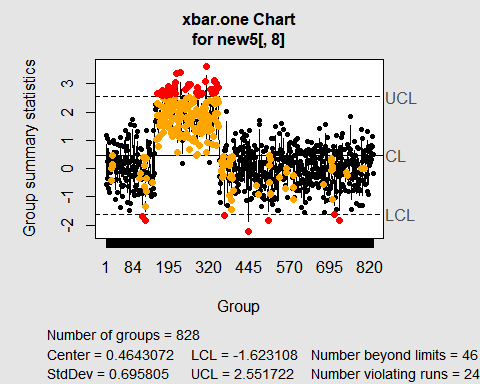 xbar.one Chart
for new5[, 8]
Group summary statistics
3
2
1
0
-1
-2
UCL
CL
LCL
1 84 195 320 445 570 695 820
Group
Number of groups = 828
Center = 0.4643072 LCL = -1.623108 Number beyond limits = 46
StdDev = 0.695805 UCL = 2.551722 Number violating runs = 24